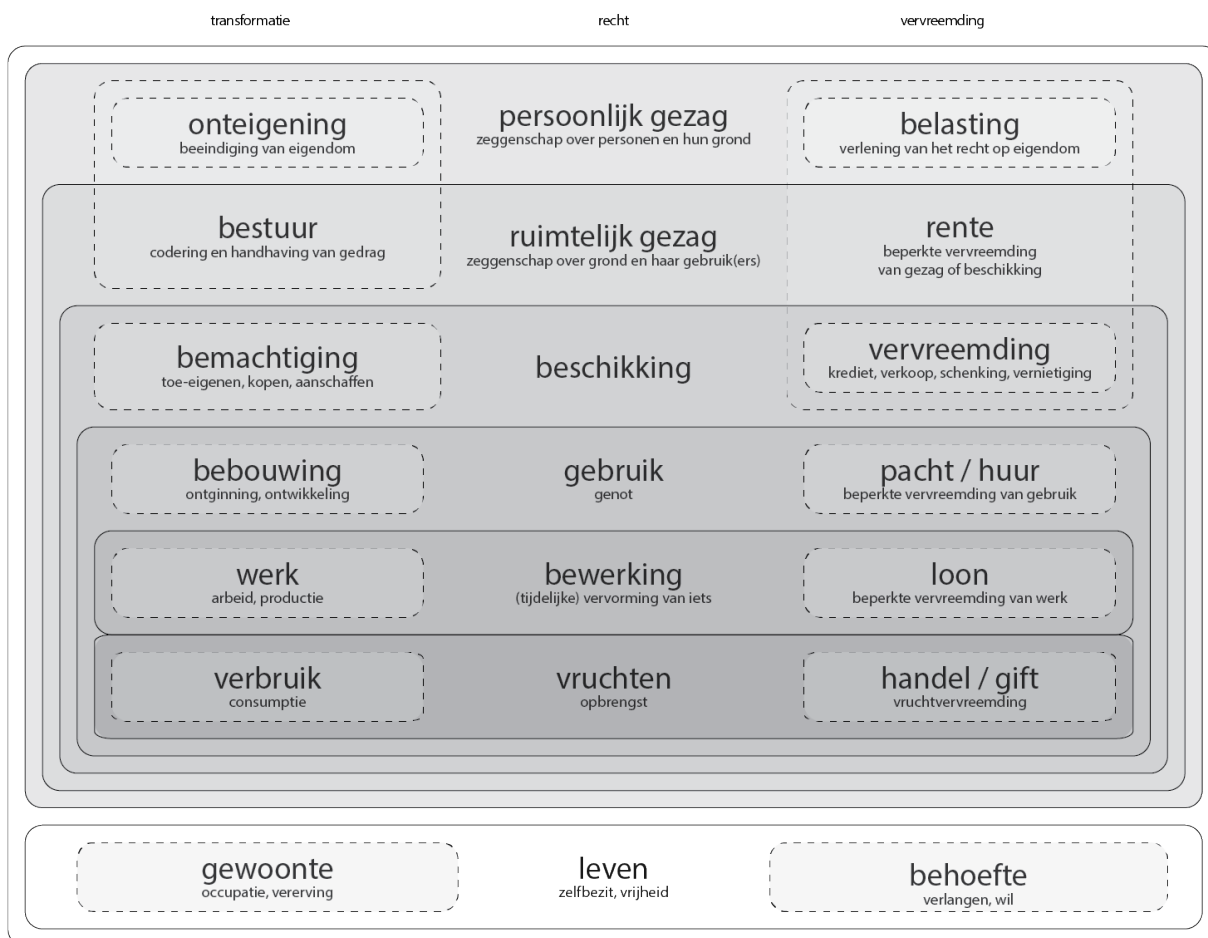 transformatie recht vervreemding
onteigening persoonlijk gezag belasting
beeindiging van eigendom zeggenschap over personen en hun grond verlening van het recht op eigendom
bestuur ruimtelijk gezag rente
codering en handhaving van gedrag zeggenschap over grond en haar gebruik(ers) beperkte vervreemding
van gezag of beschikking
bemachtiging beschikking vervreemding
toe-eigenen, kopen, aanschaffen krediet, verkoop, schenking, vernietiging
bebouwing gebruik pacht / huur
ontginning, ontwikkeling genot beperkte vervreemding van gebruik
werk bewerking loon
arbeid, productie (tijdelijke) vervorming van iets beperkte vervreemding van werk
verbruik vruchten handel / gift
consumptie opbrengst vruchtvervreemding
gewoonte leven behoefte
occupatie, vererving zelfbezit, vrijheid verlangen, wil